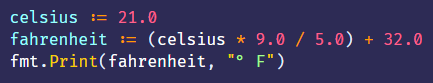 celsius := 21.0
fahrenheit := (celsius * 9.0 / 5.0) + 32.0
fmt.Print(fahrenheit, "° F")